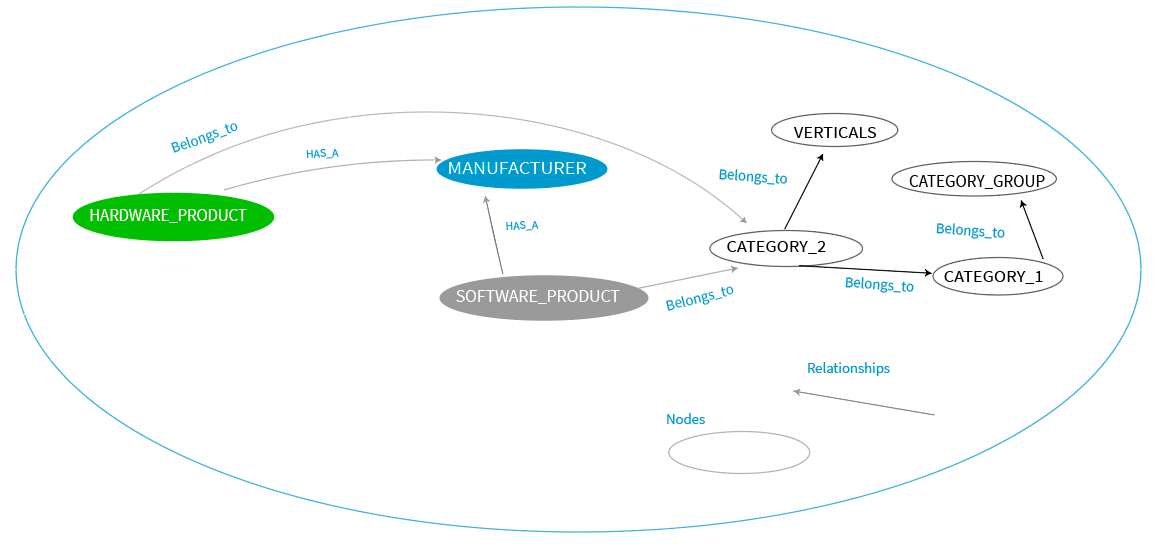 VERTICALS
Belongs_to
HAS_A
MANUFACTURER
Belongs_to
CATEGORY_GROUP
HARDWARE_PRODUCT
HAS_A
Belongs_to
CATEGORY_2
CATEGORY_1
Belongs_to
SOFTWARE_PRODUCT
Belongs_to
Relationships
Nodes